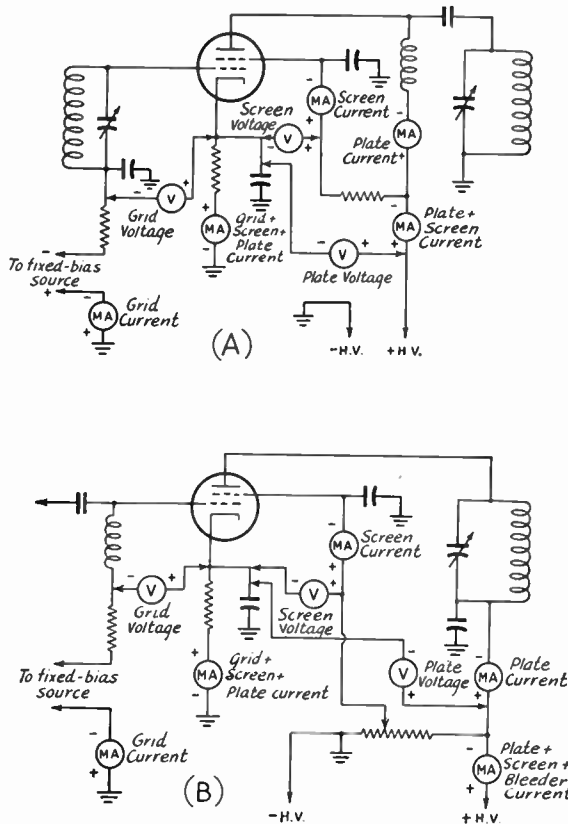 MA
Screen
Current
Screen
Voltage
V
MA
Plate
Current
V
Grid
Voltage
MA
Grid+
Screen+
Plate
Current
MA
Plate+
Screen
Current
V
Plate Voltage
To fixed-bias
source
MA
Grid
Current
(A)
-H.V.
+H.V.
MA
Screen
Current
V
Grid
Voltage
V
Screen
Voltage
MA
Grid+
Screen+
Plate current
V
Plate
Voltage
MA
Plate
Current
To fixed-bias
source
MA
Grid
Current
MA
Plate+
Screen+
Bleeder
Current
(B)
-H.V.
+H.V.